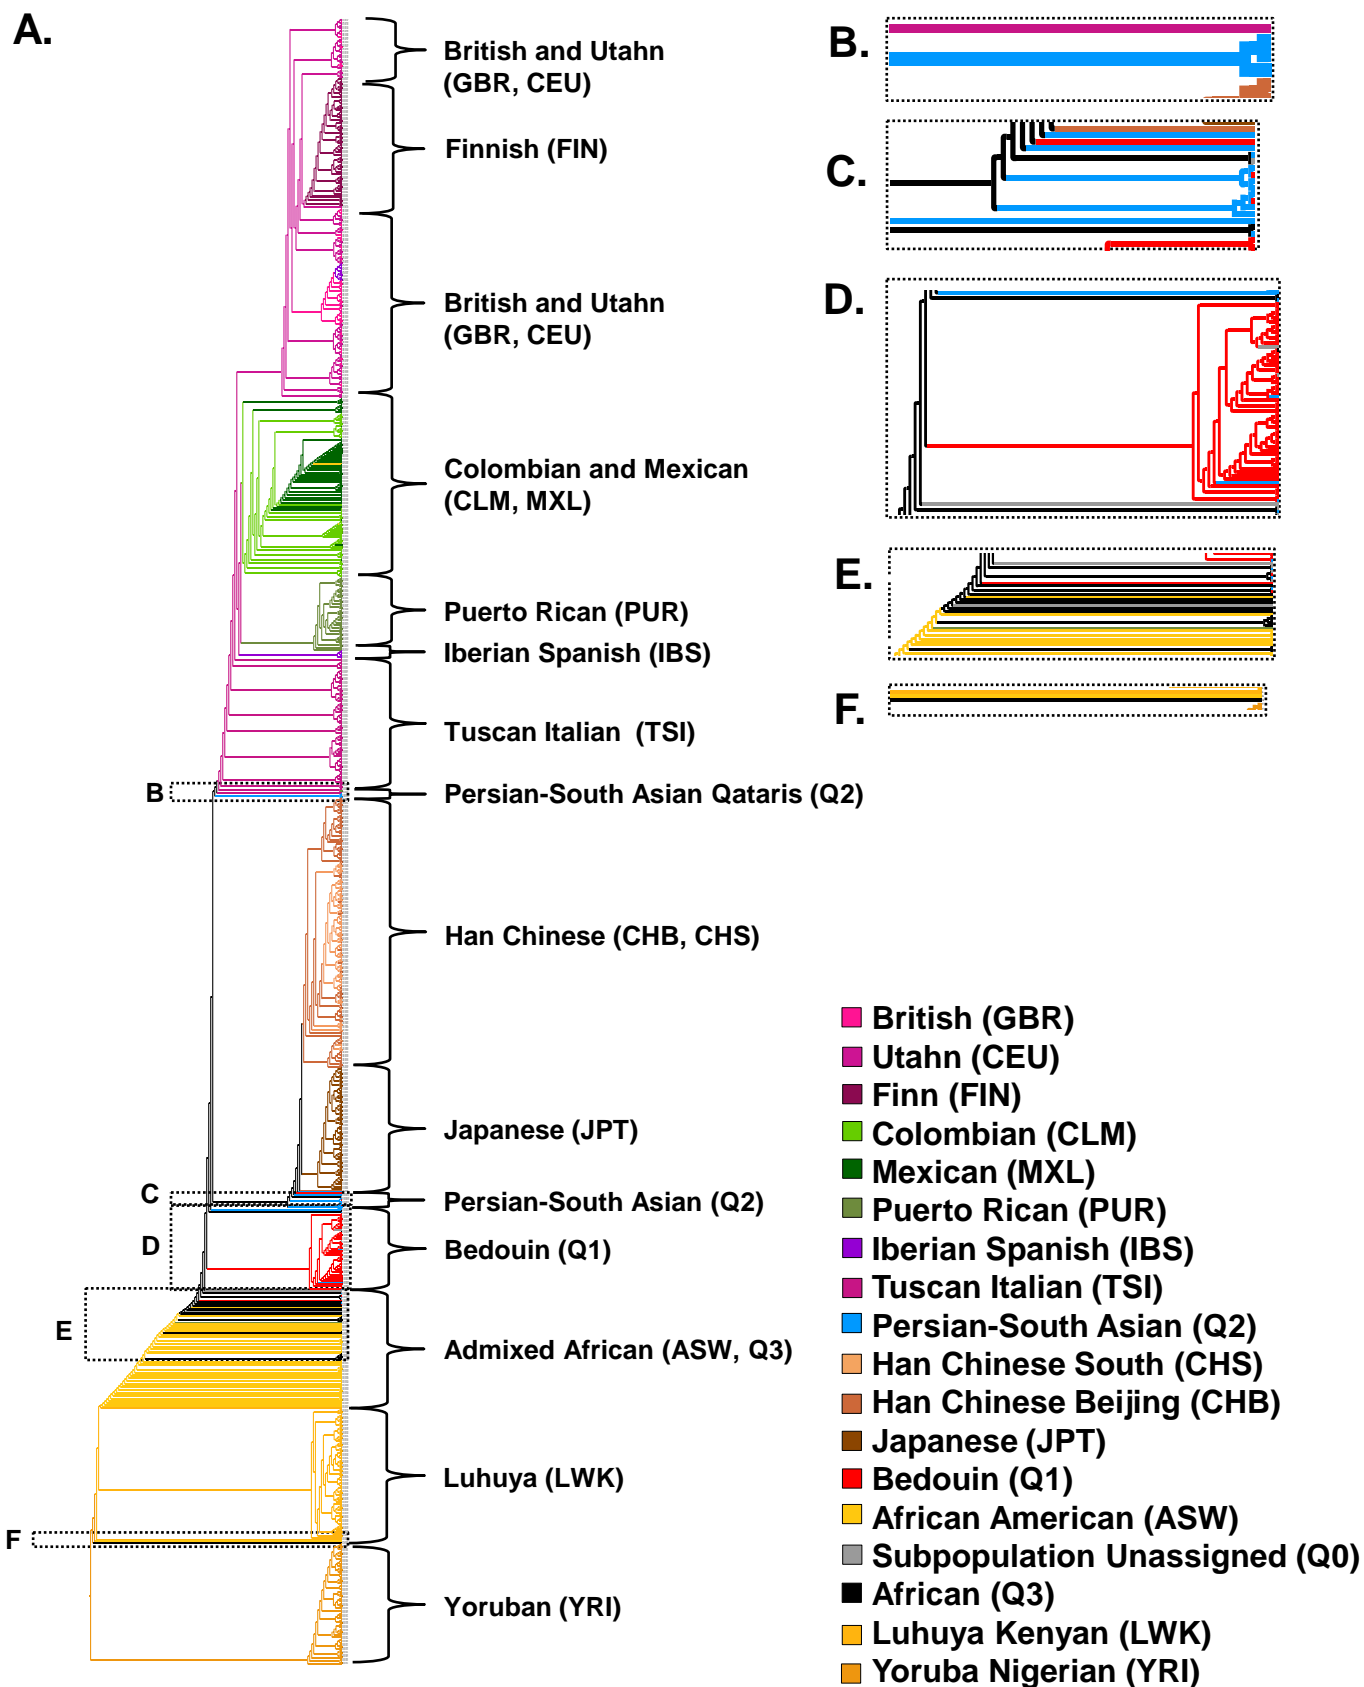 A.
British and Utahn
(GBR, CEU)
Finnish (FIN)
British and Utahn
(GBR, CEU)
Colombian and Mexican
(CLM, MXL)
Puerto Rican (PUR)
Iberian Spanish (IBS)
Tuscan Italian (TSI)
B
Persian-South Asian Qataris (Q2)
Han Chinese (CHB, CHS)
Japanese (JPT)
C
Persian-South Asian (Q2)
D
Bedouin (Q1)
E
Admixed African (ASW, Q3)
Luhuya (LWK)
F
Yoruban (YRI)
B.
C.
D.
E.
F.
British (GBR)
Utahn (CEU)
Finn (FIN)
Colombian (CLM)
Mexican (MXL)
Puerto Rican (PUR)
Iberian Spanish (IBS)
Tuscan Italian (TSI)
Persian-South Asian (Q2)
Han Chinese South (CHS)
Han Chinese Beijing (CHB)
Japanese (JPT)
Bedouin (Q1)
African American (ASW)
Subpopulation Unassigned (Q0)
African (Q3)
Luhuya Kenyan (LWK)
Yoruba Nigerian (YRI)